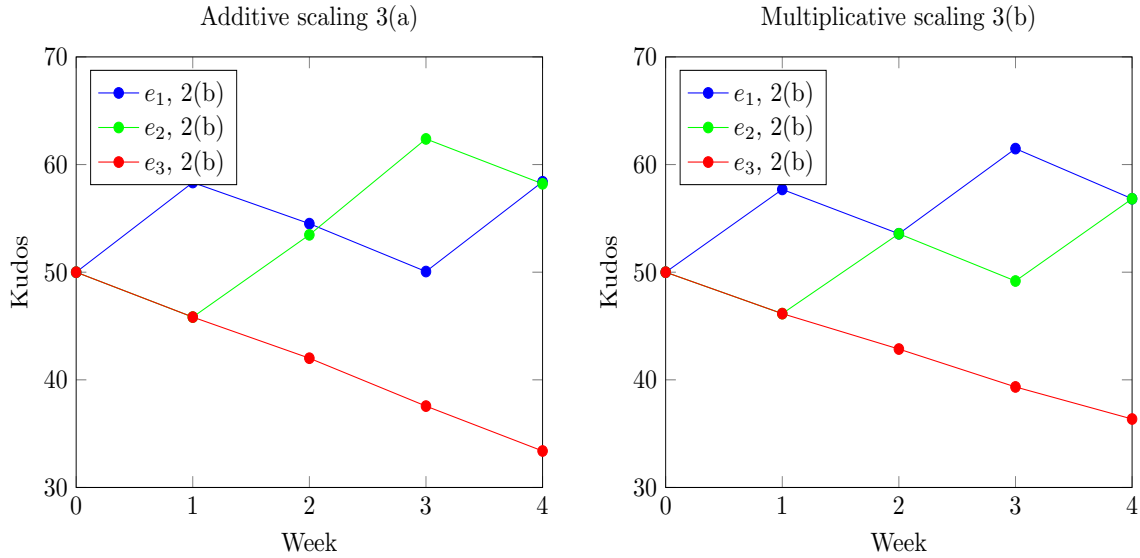 Additive scaling 3(a)
70
60
50
40
30
0
1
2
3
4
Kudos
Week
e₁, 2(b)
e₂, 2(b)
e₃, 2(b)
Multiplicative scaling 3(b)
70
60
50
40
30
0
1
2
3
4
Kudos
Week
e₁, 2(b)
e₂, 2(b)
e₃, 2(b)